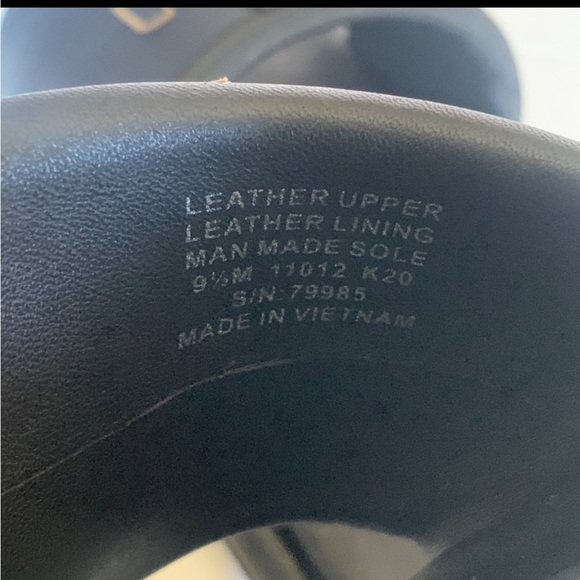 LEATHER UPPER
LEATHER LINING
MAN MADE SOLE
9½M 11012 K20
S/N: 79985
MADE IN VIETNAM